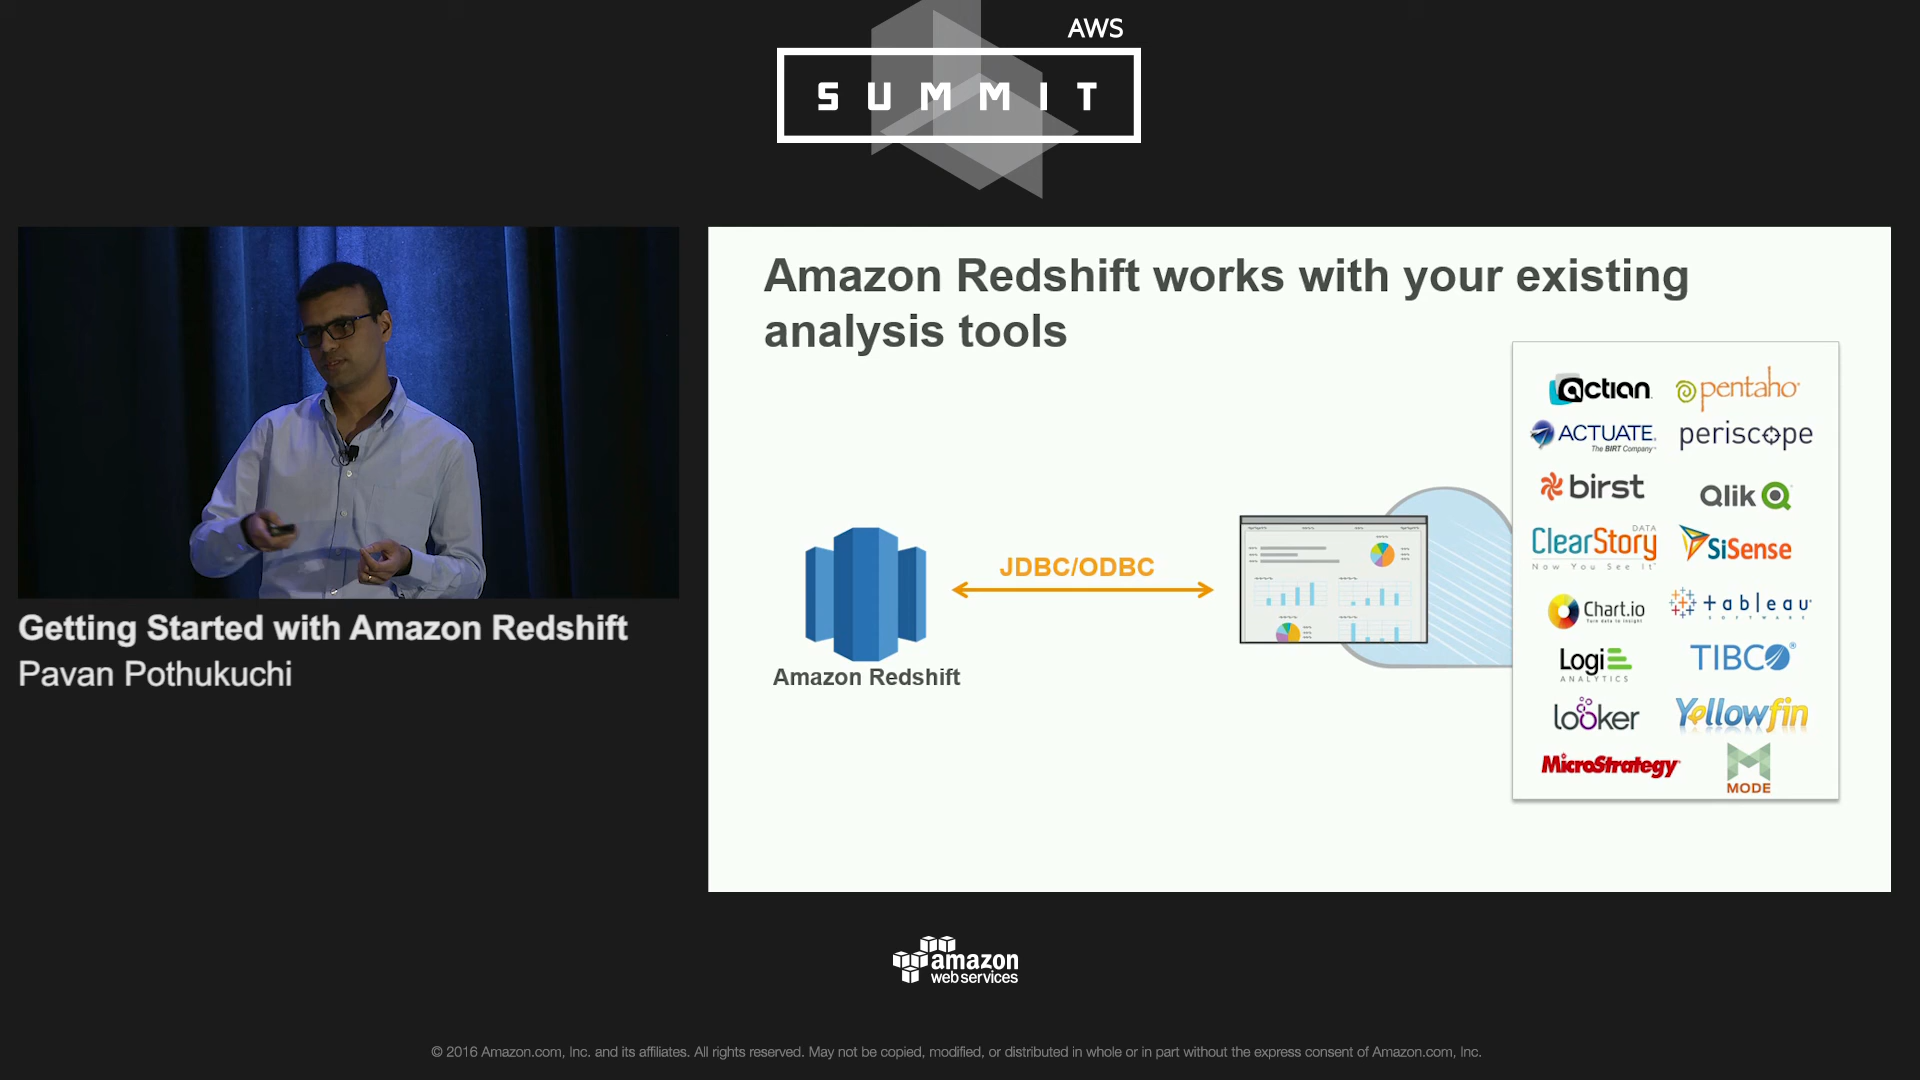 AWS
SUMMIT
Getting Started with Amazon Redshift
Pavan Pothukuchi
Amazon Redshift works with your existing
analysis tools
Amazon Redshift
JDBC/ODBC
actian
pentaho
ACTUATE
The BIRT Company
periscope
birst
Qlik
ClearStory
DATA
Now You See It
SiSense
Chart.io
Turn data to insight
tableau
SOFTWARE
Logi
ANALYTICS
TIBCO
looker
Yellowfin
MicroStrategy
MODE
amazon
web services
© 2016 Amazon.com, Inc. and its affiliates. All rights reserved. May not be copied, modified, or distributed in whole or in part without the express consent of Amazon.com, Inc.